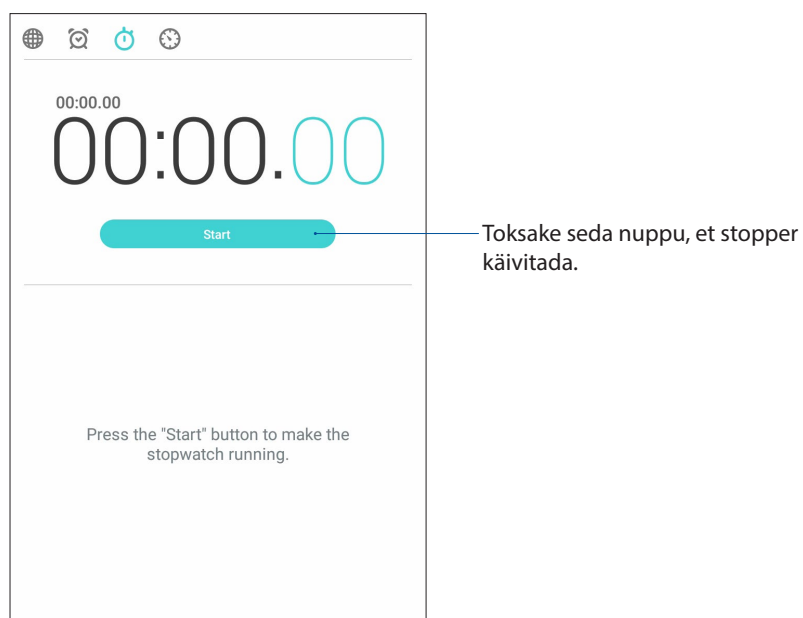 00:00.00
00:00.00
Start
Toksake seda nuppu, et stopper
käivitada.
Press the "Start" button to make the
stopwatch running.